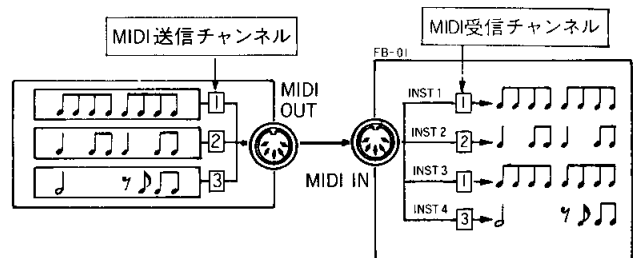 MIDI送信チャンネル
MIDI受信チャンネル
FB-01
MIDI
OUT
MIDI IN
1
2
3
INST 1
1
INST 2
2
INST 3
1
INST 4
3